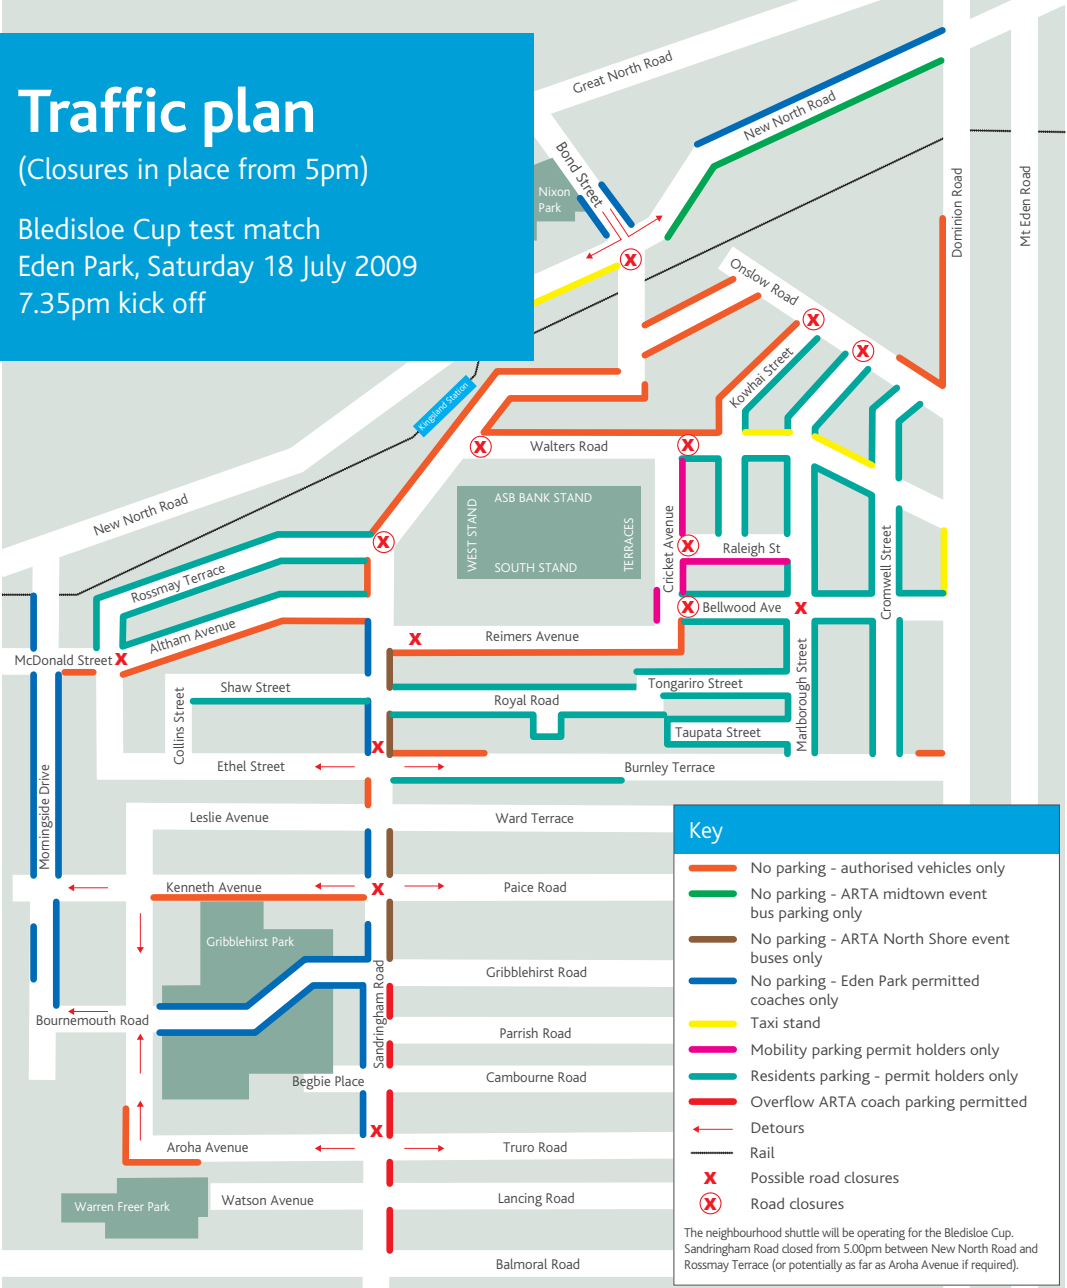 Traffic plan
(Closures in place from 5pm)
Bledisloe Cup test match
Eden Park, Saturday 18 July 2009
7.35pm kick off
Great North Road
New North Road
Bond Street
Nixon
Park
Dominion Road
Mt Eden Road
Onslow Road
Kowhai Street
Kingsland Station
Walters Road
New North Road
ASB BANK STAND
WEST STAND
TERRACES
SOUTH STAND
Cricket Avenue
Raleigh St
Cromwell Street
Rossmay Terrace
Bellwood Ave
Altham Avenue
Reimers Avenue
McDonald Street
Marlborough Street
Shaw Street
Tongariro Street
Collins Street
Royal Road
Taupata Street
Ethel Street
Burnley Terrace
Morningside Drive
Leslie Avenue
Ward Terrace
Kenneth Avenue
Paice Road
Gribblehirst Park
Gribblehirst Road
Sandringham Road
Bournemouth Road
Parrish Road
Begbie Place
Cambourne Road
Aroha Avenue
Truro Road
Warren Freer Park
Watson Avenue
Lancing Road
Balmoral Road
Key
No parking - authorised vehicles only
No parking - ARTA midtown event
bus parking only
No parking - ARTA North Shore event
buses only
No parking - Eden Park permitted
coaches only
Taxi stand
Mobility parking permit holders only
Residents parking - permit holders only
Overflow ARTA coach parking permitted
Detours
Rail
X Possible road closures
X Road closures
The neighbourhood shuttle will be operating for the Bledisloe Cup.
Sandringham Road closed from 5.00pm between New North Road and
Rossmay Terrace (or potentially as far as Aroha Avenue if required).